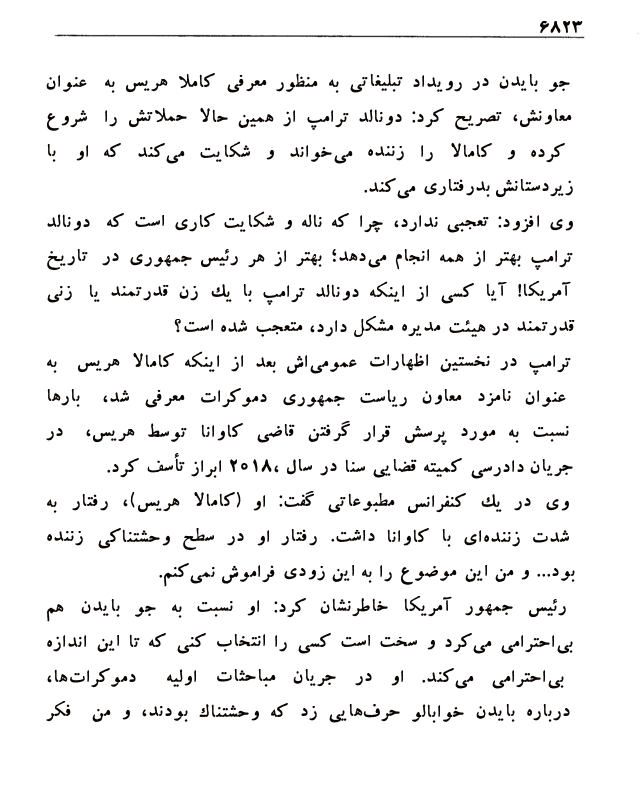 ۶۸۲۳
جو بایدن در رویداد تبلیغاتی به منظور معرفی کاملا هریس به عنوان
معاونش، تصریح کرد: دونالد ترامپ از همین حالا حملاتش را شروع
کرده و کامالا را زننده می‌خواند و شکایت می‌کند که او با
زیردستانش بدرفتاری می‌کند.
وی افزود: تعجبی ندارد، چرا که ناله و شکایت کاری است که دونالد
ترامپ بهتر از همه انجام می‌دهد؛ بهتر از هر رئیس جمهوری در تاریخ
آمریکا! آیا کسی از اینکه دونالد ترامپ با یك زن قدرتمند یا زنی
قدرتمند در هیئت مدیره مشکل دارد، متعجب شده است؟
ترامپ در نخستین اظهارات عمومی‌اش بعد از اینکه کامالا هریس به
عنوان نامزد معاون ریاست جمهوری دموکرات معرفی شد، بارها
نسبت به مورد پرسش قرار گرفتن قاضی کاوانا توسط هریس، در
جریان دادرسی کمیته قضایی سنا در سال ۲۰۱۸، ابراز تأسف کرد.
وی در یك کنفرانس مطبوعاتی گفت: او (کامالا هریس)، رفتار به
شدت زننده‌ای با کاوانا داشت. رفتار او در سطح وحشتناکی زننده
بود... و من این موضوع را به این زودی فراموش نمی‌کنم.
رئیس جمهور آمریکا خاطرنشان کرد: او نسبت به جو بایدن هم
بی‌احترامی می‌کرد و سخت است کسی را انتخاب کنی که تا این اندازه
بی‌احترامی می‌کند. او در جریان مباحثات اولیه دموکرات‌ها،
درباره بایدن خوابالو حرف‌هایی زد که وحشتناك بودند، و من فکر